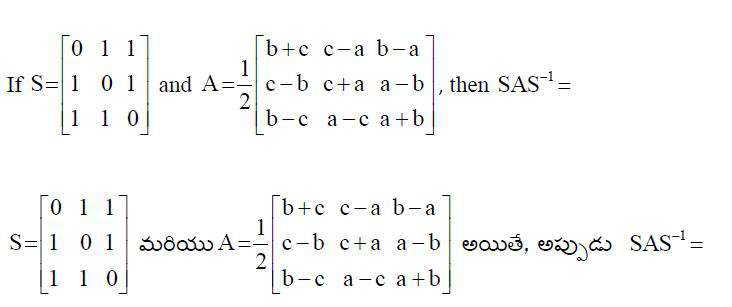 If S=[0 1 1 1 0 1 1 1 0] and A=1/2[b+c c−a b−a c−b c+a a−b b−c a−c a+b], then SAS⁻¹=
S=[0 1 1 1 0 1 1 1 0] మరియు A=1/2[b+c c−a b−a c−b c+a a−b b−c a−c a+b] అయితే, అప్పుడు SAS⁻¹=